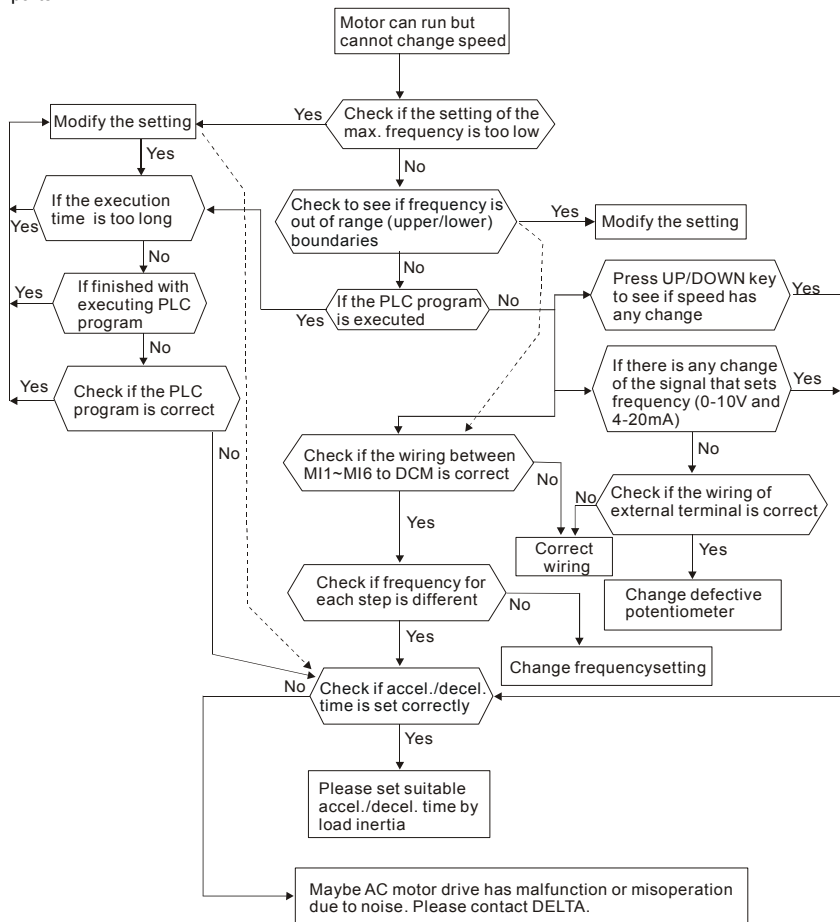 Motor can run but
cannot change speed
Yes
Check if the setting of the
max. frequency is too low
Modify the setting
Yes
No
If the execution
time is too long
Yes
Check to see if frequency is
out of range (upper/lower)
boundaries
Yes
Modify the setting
No
No
If finished with
executing PLC
program
Yes
If the PLC program
is executed
Yes
No
Press UP/DOWN key
to see if speed has
any change
Yes
No
Check if the PLC
program is correct
Yes
If there is any change
of the signal that sets
frequency (0-10V and
4-20mA)
Yes
No
Check if the wiring between
MI1~MI6 to DCM is correct
No
No
Check if the wiring of
external terminal is correct
No
Yes
Correct
wiring
Yes
Change defective
potentiometer
Check if frequency for
each step is different
No
Yes
Change frequencysetting
No
Check if accel./decel.
time is set correctly
Yes
Please set suitable
accel./decel. time by
load inertia
Maybe AC motor drive has malfunction or misoperation
due to noise. Please contact DELTA.